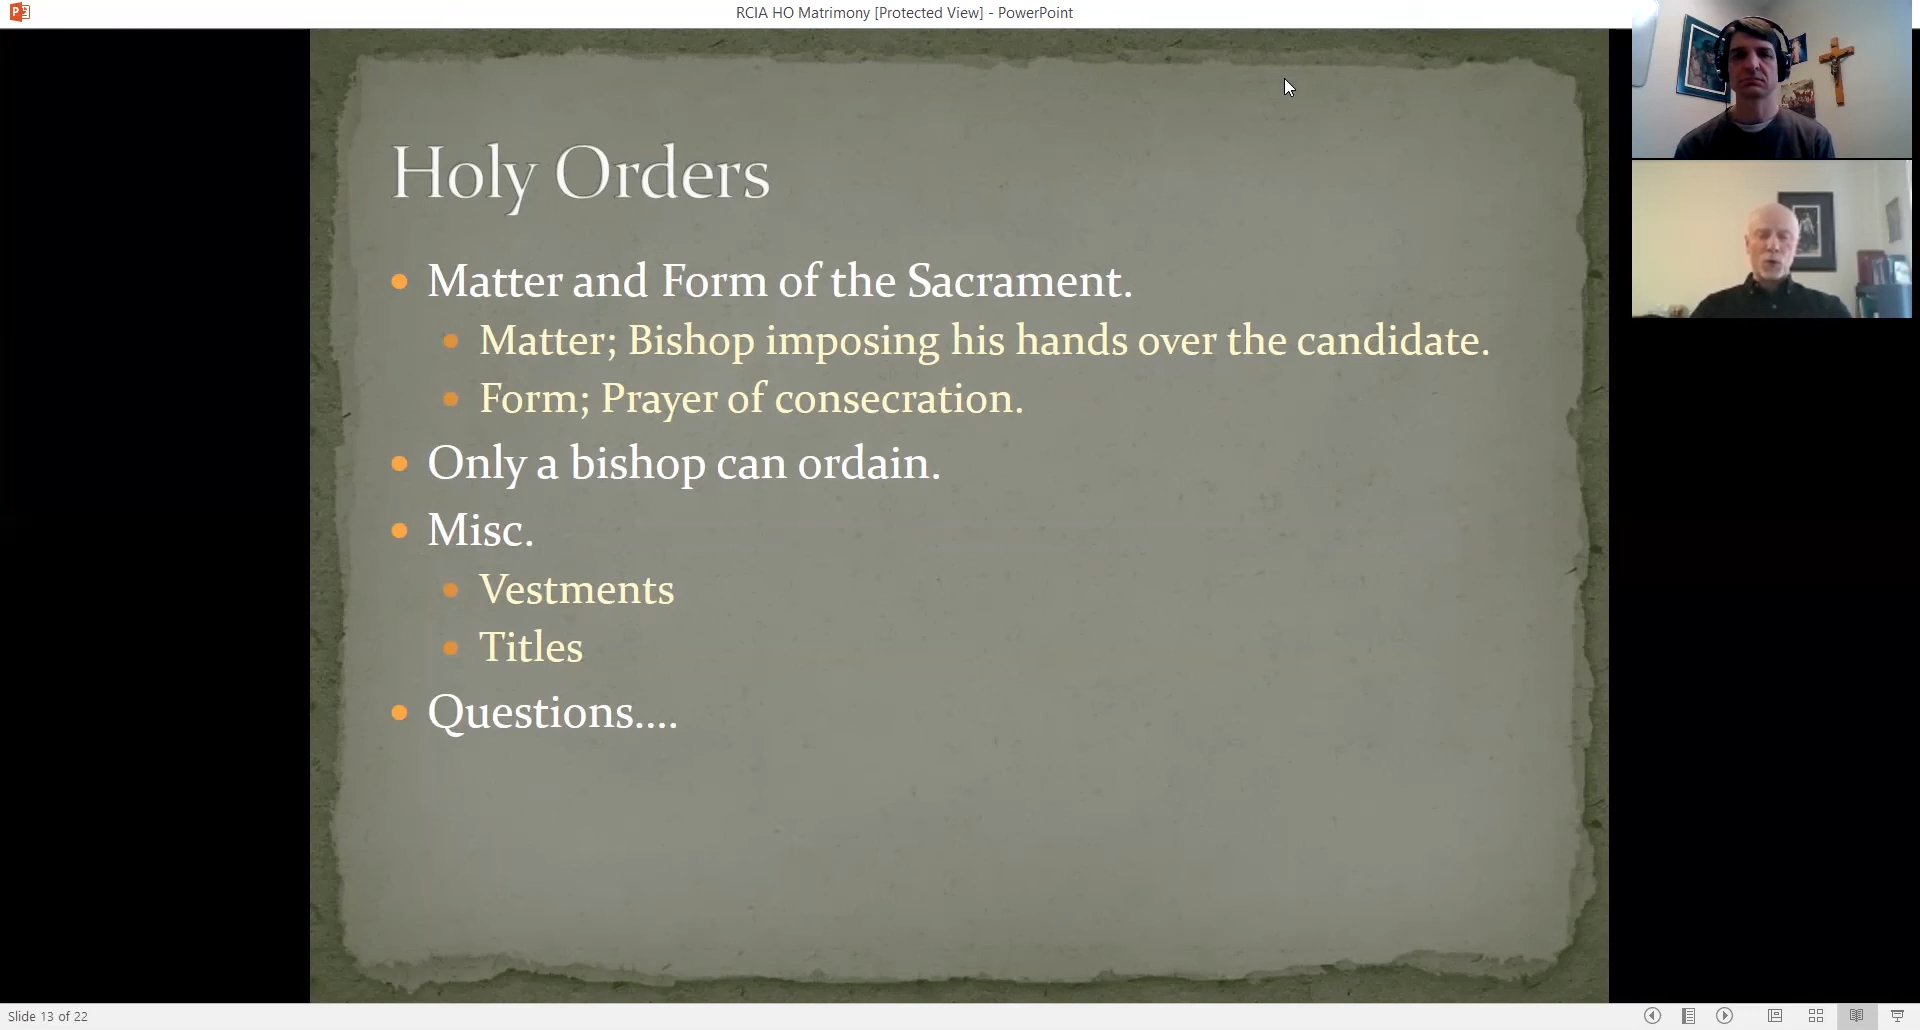 RCIA HO Matrimony [Protected View] - PowerPoint
Holy Orders
Matter and Form of the Sacrament.
Matter; Bishop imposing his hands over the candidate.
Form; Prayer of consecration.
Only a bishop can ordain.
Misc.
Vestments
Titles
Questions....
Slide 13 of 22